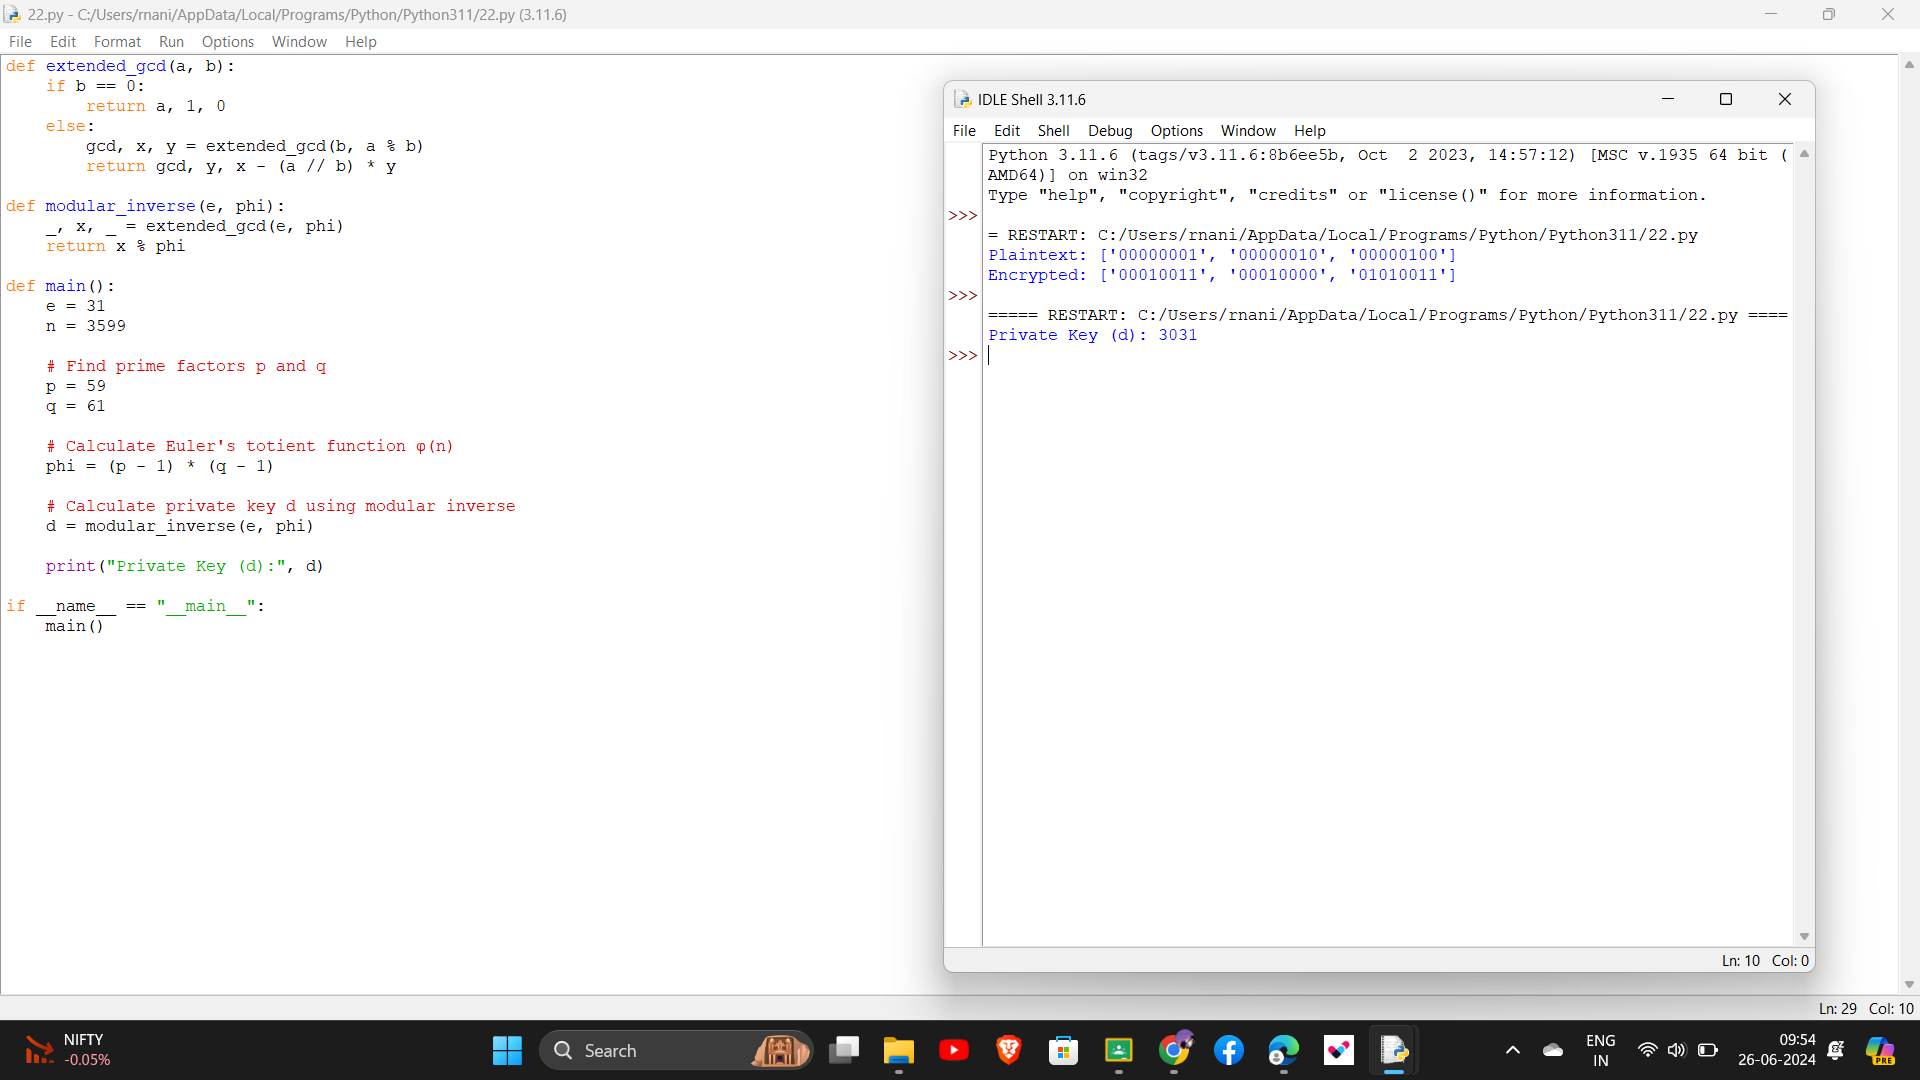 22.py - C:/Users/rnani/AppData/Local/Programs/Python/Python311/22.py (3.11.6)
File Edit Format Run Options Window Help
def extended_gcd(a, b):
    if b == 0:
        return a, 1, 0
    else:
        gcd, x, y = extended_gcd(b, a % b)
        return gcd, y, x - (a // b) * y
def modular_inverse(e, phi):
    _, x, _ = extended_gcd(e, phi)
    return x % phi
def main():
    e = 31
    n = 3599
    # Find prime factors p and q
    p = 59
    q = 61
    # Calculate Euler's totient function φ(n)
    phi = (p - 1) * (q - 1)
    # Calculate private key d using modular inverse
    d = modular_inverse(e, phi)
    print("Private Key (d):", d)
if __name__ == "__main__":
    main()
IDLE Shell 3.11.6
File Edit Shell Debug Options Window Help
Python 3.11.6 (tags/v3.11.6:8b6ee5b, Oct  2 2023, 14:57:12) [MSC v.1935 64 bit (
AMD64)] on win32
Type "help", "copyright", "credits" or "license()" for more information.
>>>
= RESTART: C:/Users/rnani/AppData/Local/Programs/Python/Python311/22.py
Plaintext: ['00000001', '00000010', '00000100']
Encrypted: ['00010011', '00010000', '01010011']
>>>
===== RESTART: C:/Users/rnani/AppData/Local/Programs/Python/Python311/22.py ====
Private Key (d): 3031
>>>
Ln: 10 Col: 0
Ln: 29 Col: 10
NIFTY
-0.05%
Search
ENG
IN
09:54
26-06-2024
PRE